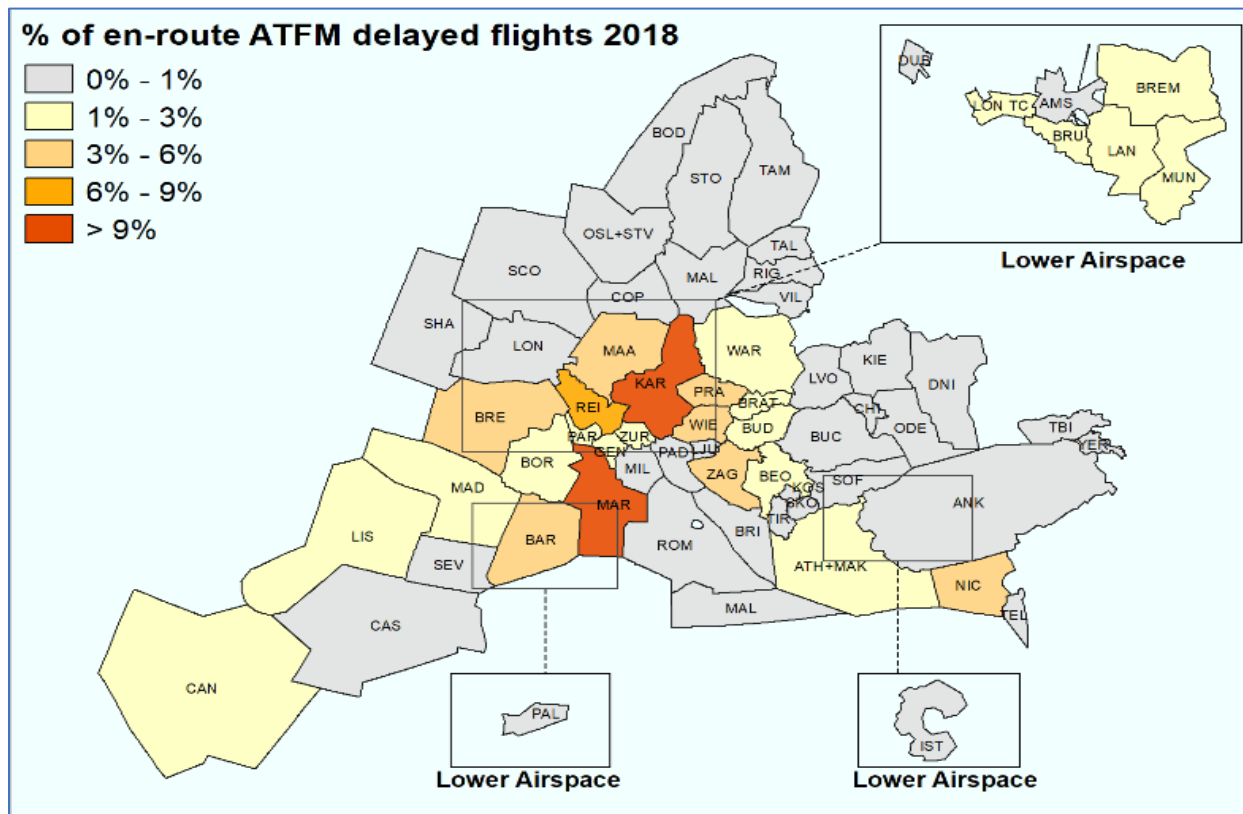 % of en-route ATFM delayed flights 2018
0% - 1%
1% - 3%
3% - 6%
6% - 9%
> 9%
DUB
LON TC
AMS
BREM
BRU
LAN
MUN
Lower Airspace
BOD
STO
TAM
OSL+STV
TAL
SCO
MAL
RIG
COP
VIL
SHA
LON
MAA
WAR
KIE
LVO
DNI
KAR
PRA
BRAT
CHI
REI
BRE
WIE
BUD
ODE
TBI
PAR
ZUR
BUC
YER
GEN
PAD
LJU
BOR
MIL
ZAG
BEO
SOF
MAD
KOS
ANK
MAR
SKO
TIR
LIS
BAR
ROM
BRI
SEV
ATH+MAK
NIC
MAL
TEL
CAS
CAN
PAL
Lower Airspace
IST
Lower Airspace